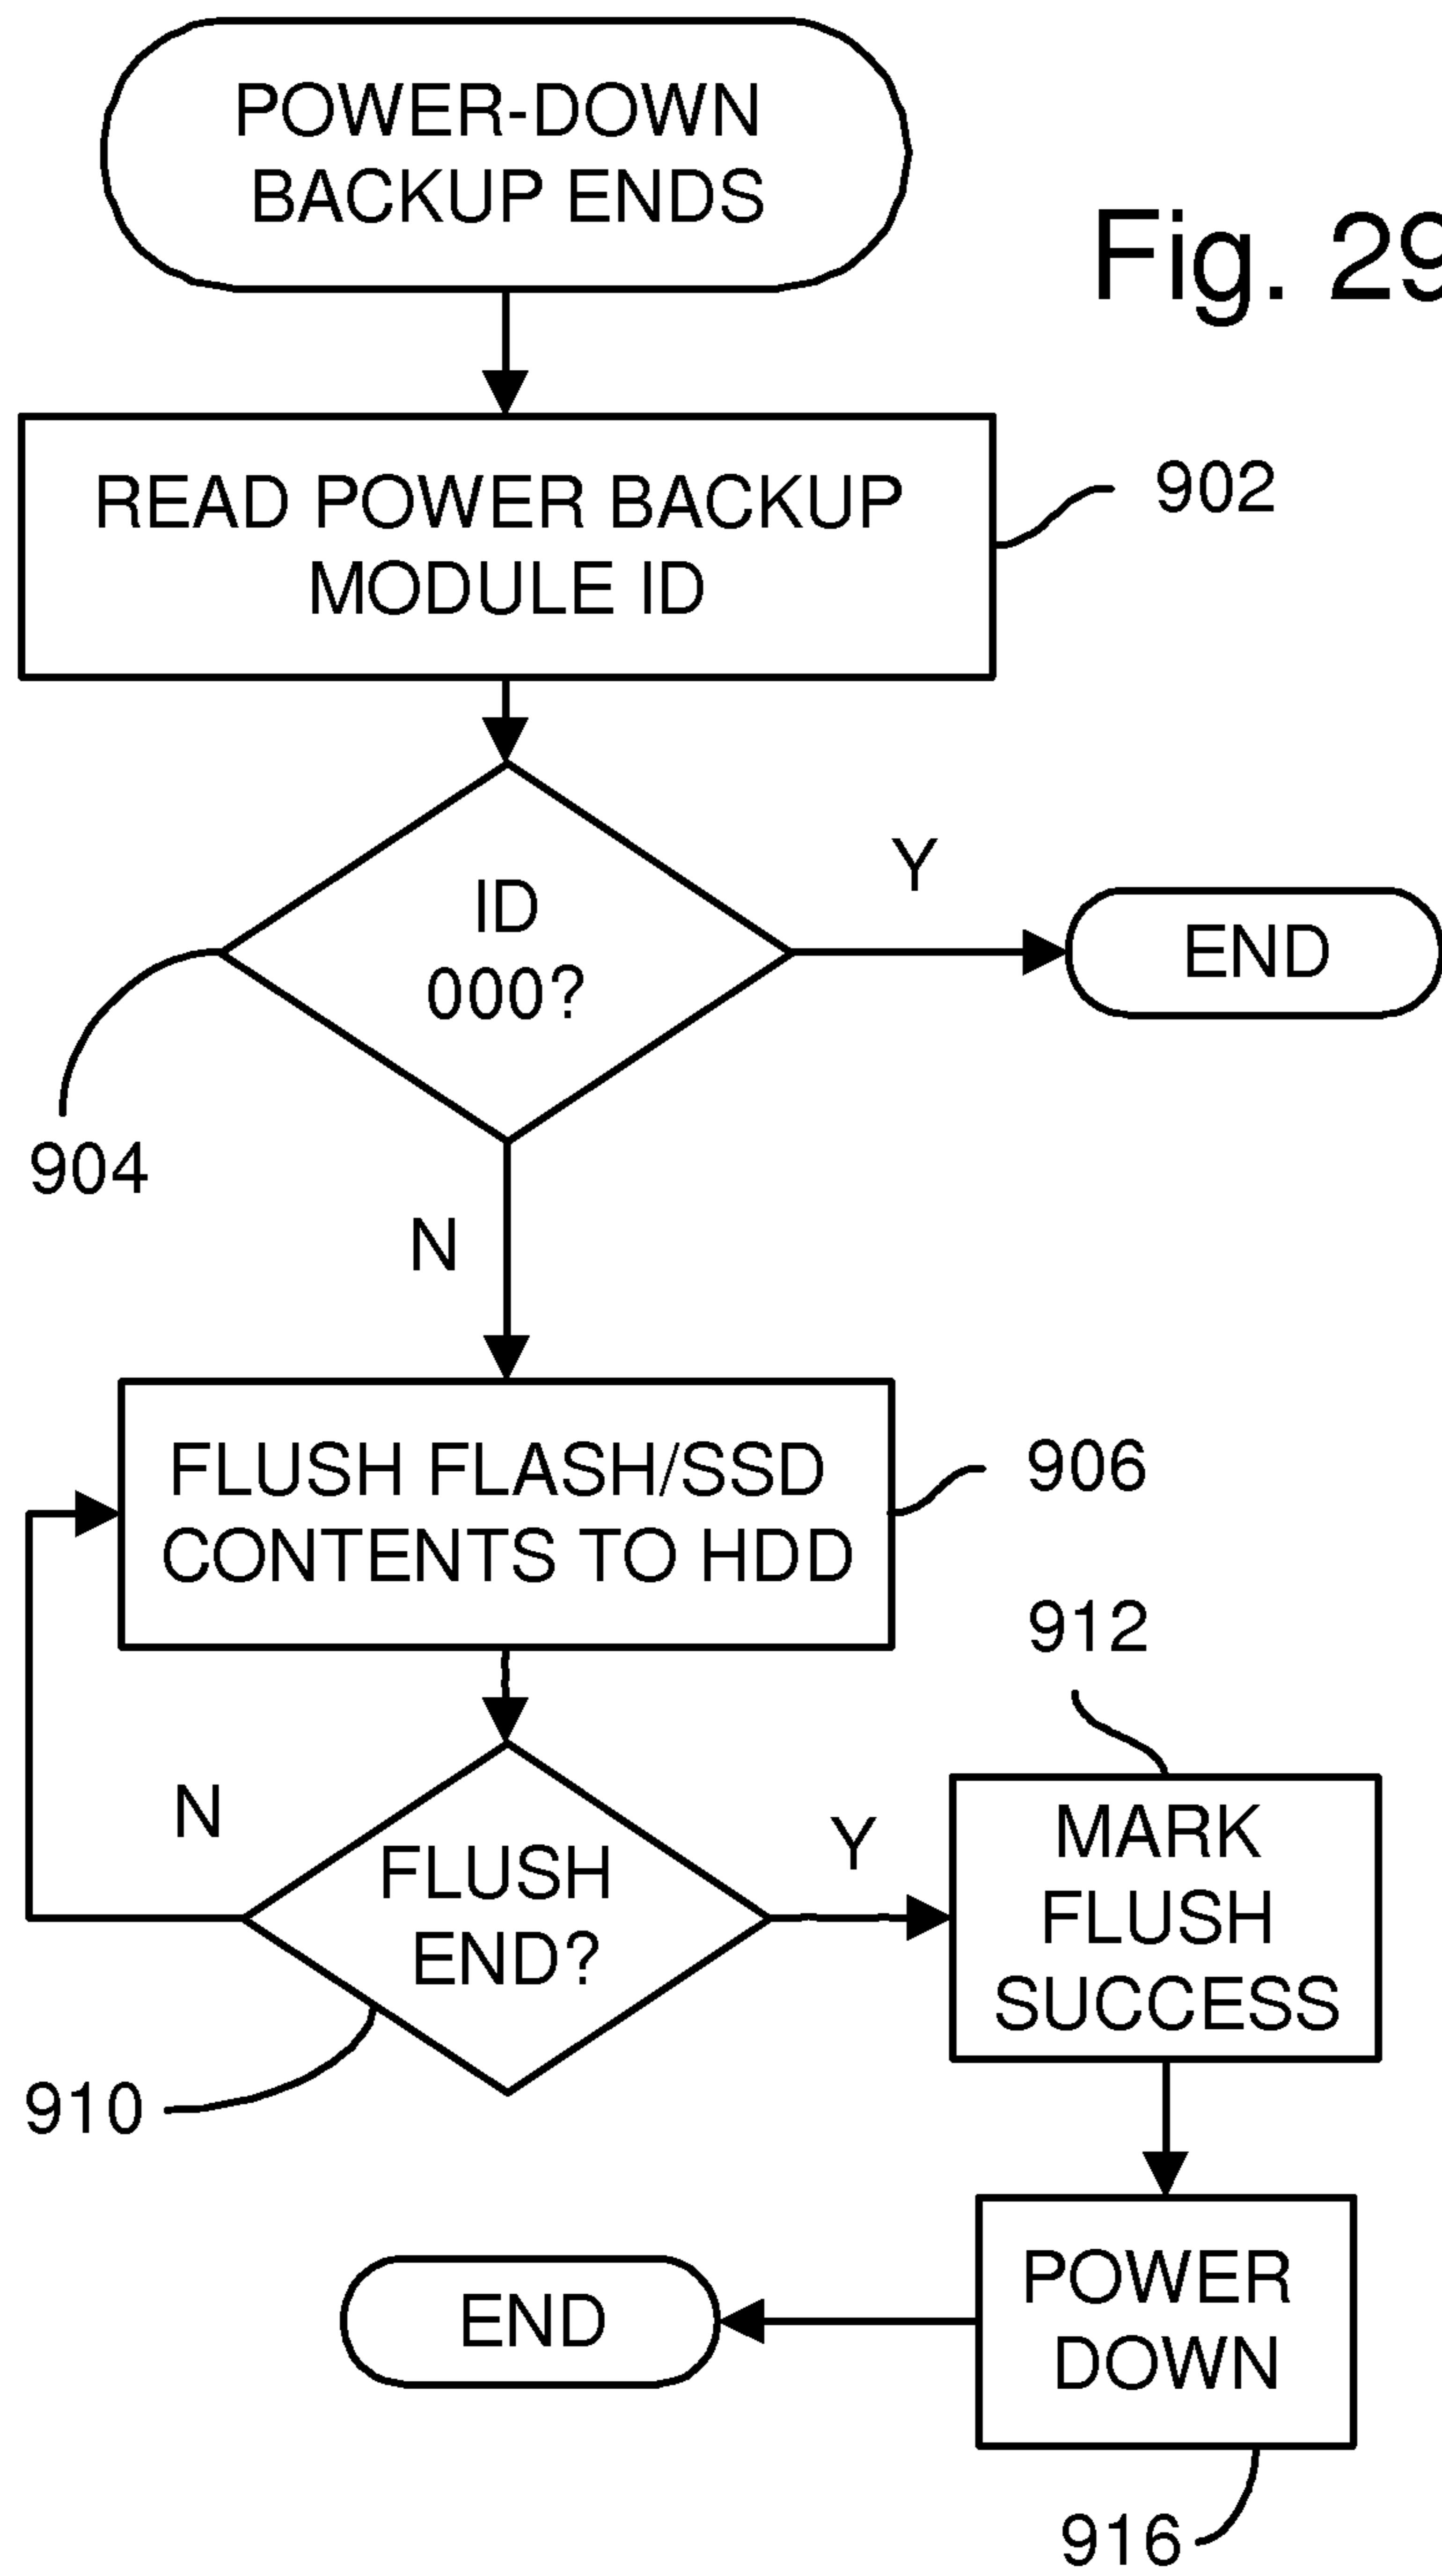 POWER-DOWN
BACKUP ENDS
Fig. 29
READ POWER BACKUP
MODULE ID
902
ID
000?
Y
END
904
N
FLUSH FLASH/SSD
CONTENTS TO HDD
906
912
N
FLUSH
END?
Y
MARK
FLUSH
SUCCESS
910
POWER
DOWN
END
916